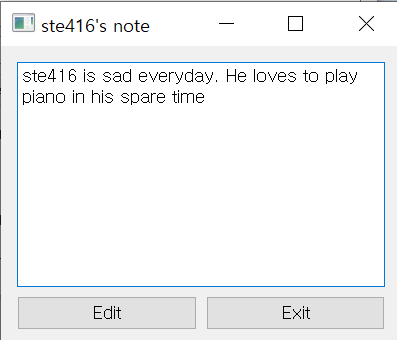 ste416's note
ste416 is sad everyday. He loves to play
piano in his spare time
Edit
Exit